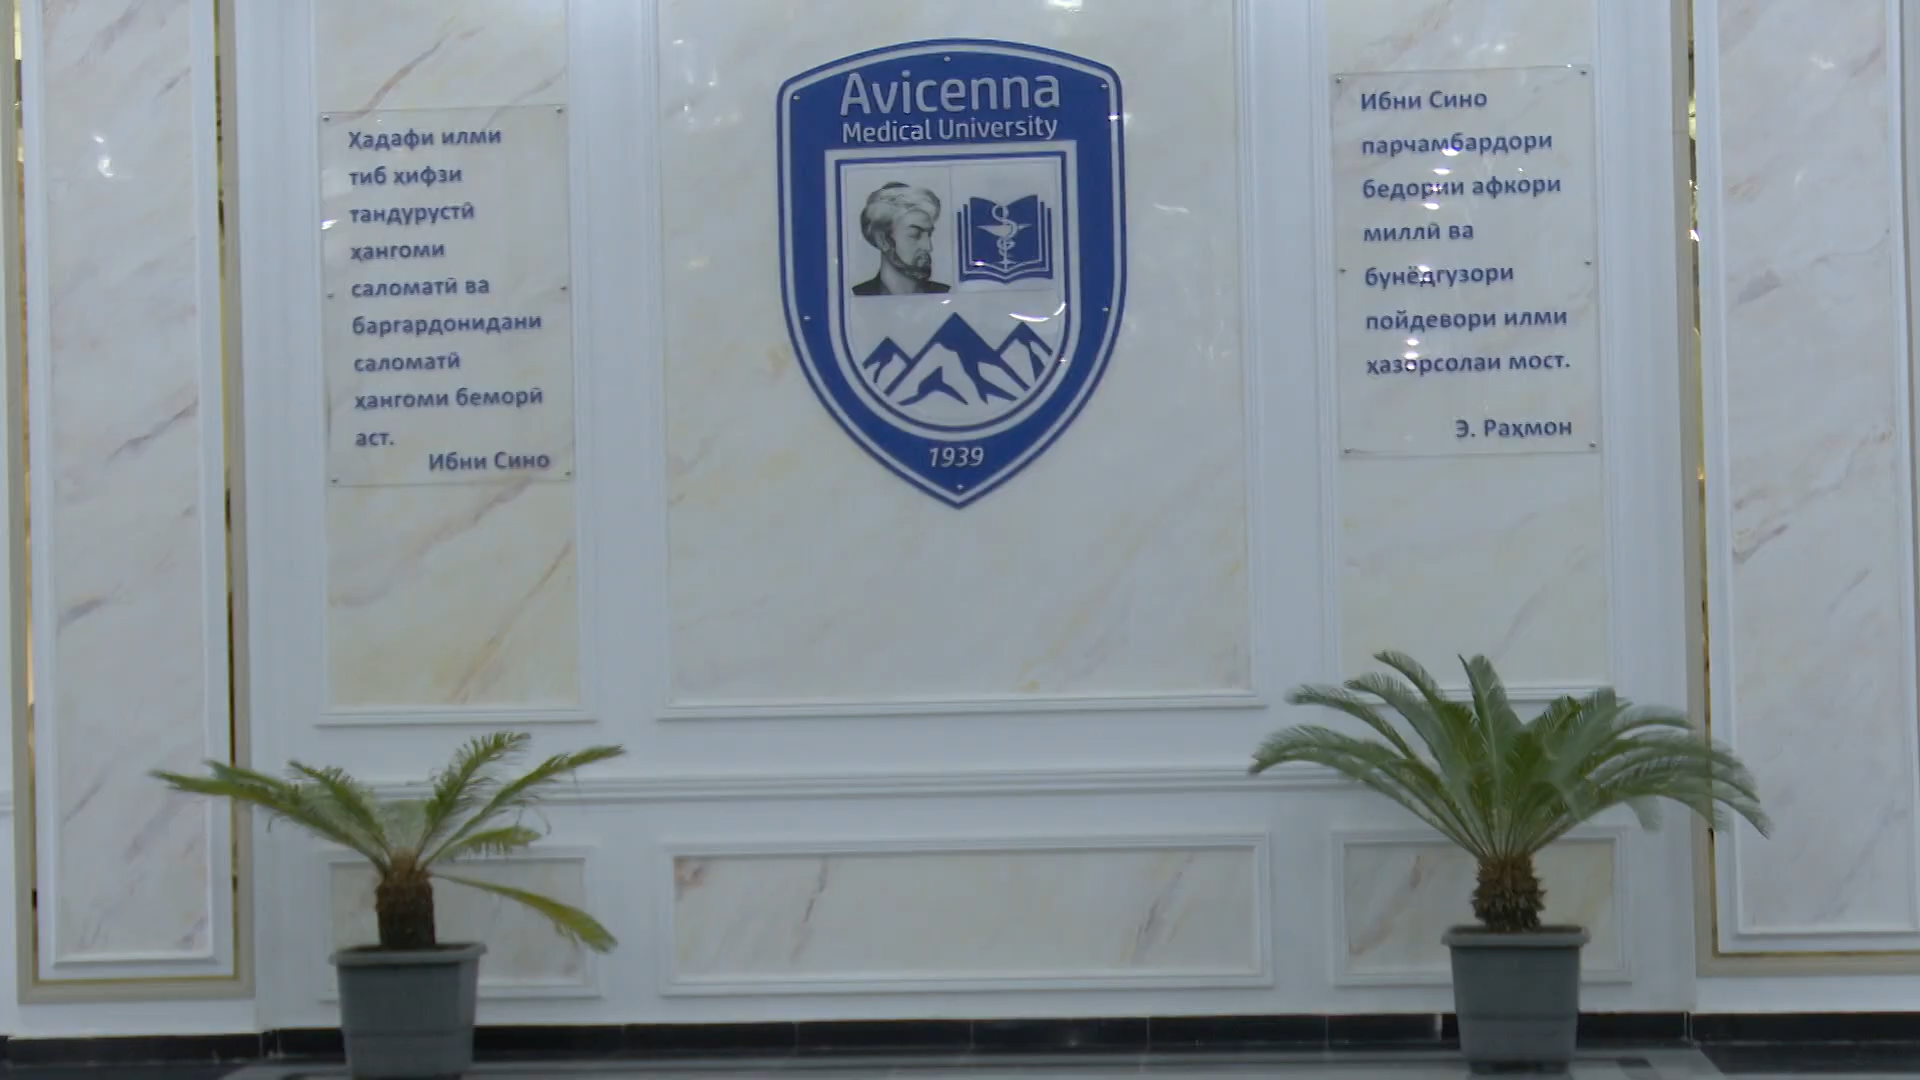 Ҳадафи илми
тиб ҳифзи
тандурустӣ
ҳангоми
саломатӣ ва
баргардонидани
саломатӣ
ҳангоми беморӣ
аст.
Ибни Сино
Avicenna
Medical University
1939
Ибни Сино
парчамбардори
бедории афкори
миллӣ ва
бунёдгузори
пойдевори илми
ҳазорсолаи мост.
Э. Раҳмон